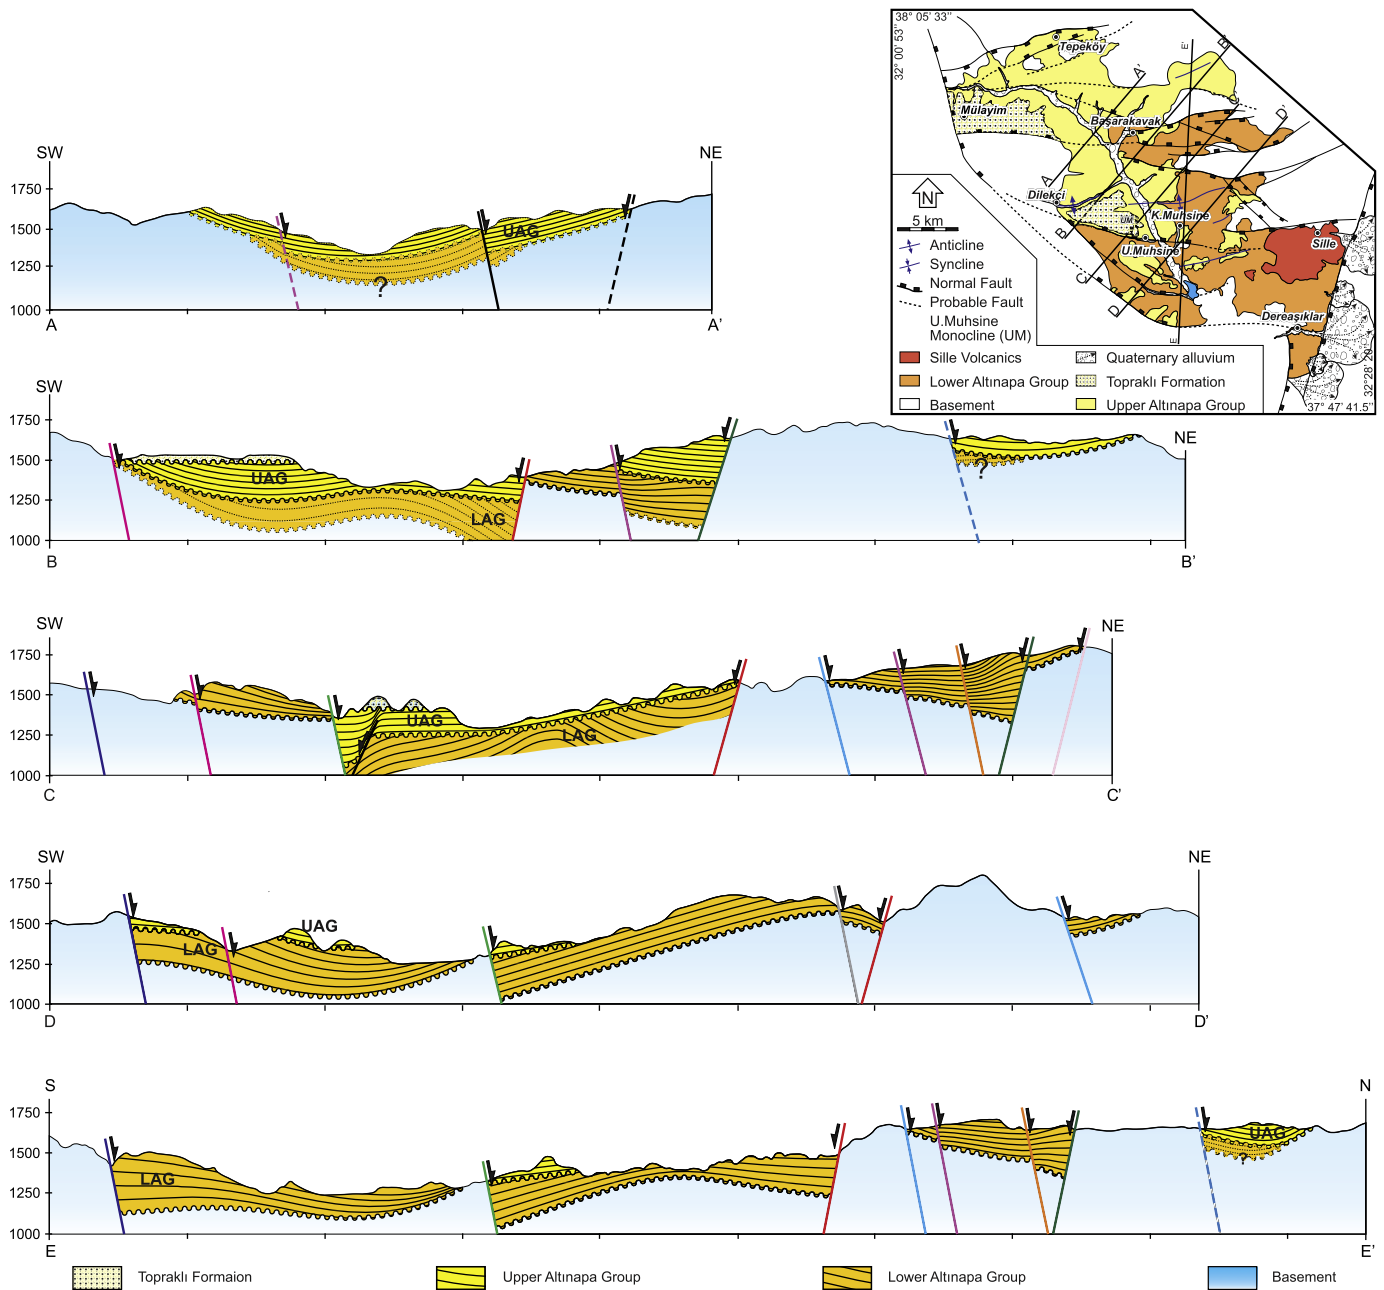 38° 05' 33''
32° 00' 53''
Tepeköy
E'
B'
A'
D'
Mülayim
Başarakavak
A
Dilekçi
UM
K.Muhsine
B
U.Muhsine
Sille
C
D
E
Dereaşıklar
32°28' 20''
37° 47' 41.5''
N
5 km
Anticline
Syncline
Normal Fault
Probable Fault
U.Muhsine
Monocline (UM)
Sille Volcanics
Quaternary alluvium
Lower Altınapa Group
Topraklı Formation
Basement
Upper Altınapa Group
SW
NE
1750
1500
1250
1000
UAG
?
A
A'
SW
NE
1750
1500
1250
1000
UAG
LAG
?
B
B'
SW
NE
1750
1500
1250
1000
UAG
LAG
C
C'
SW
NE
1750
1500
1250
1000
UAG
LAG
D
D'
S
N
1750
1500
1250
1000
LAG
UAG
E
E'
Topraklı Formaion
Upper Altınapa Group
Lower Altınapa Group
Basement